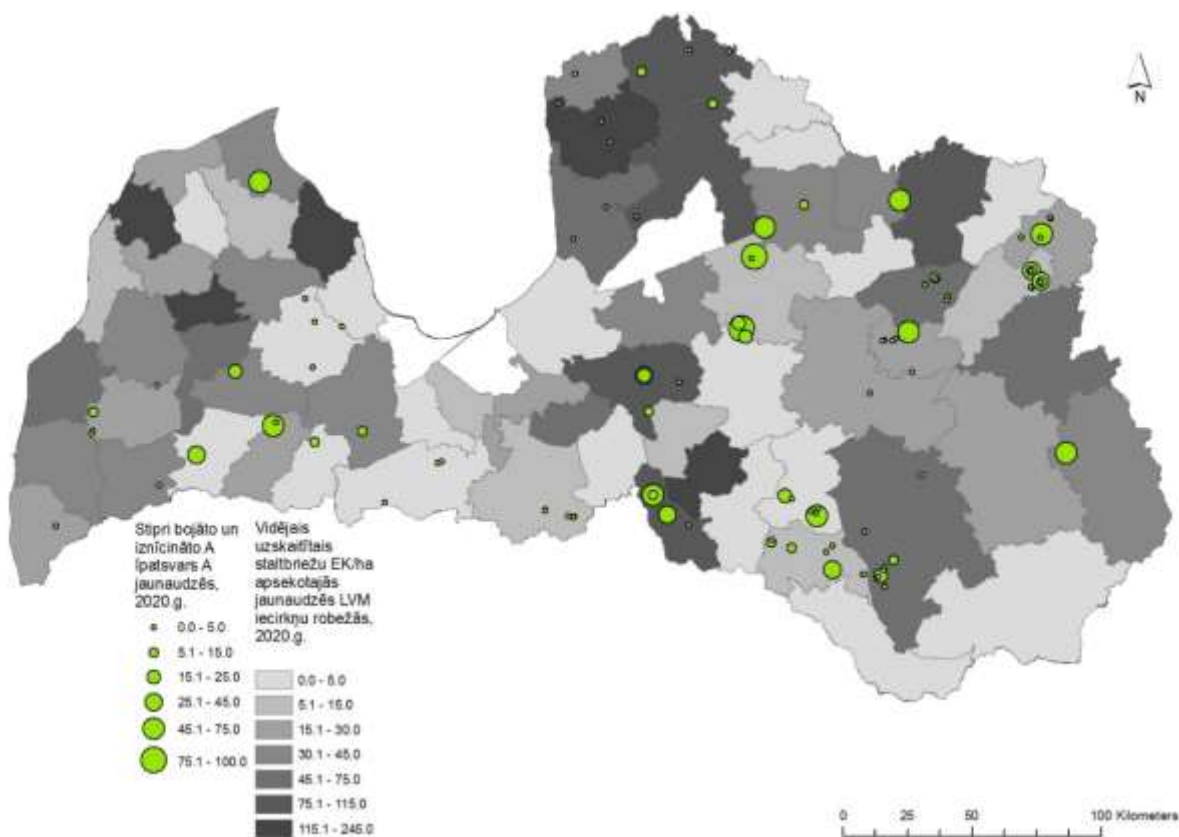 N
Stipri bojāto un
iznīcināto A
īpatsvars A
jaunaudzēs,
2020.g.
0.0 - 5.0
5.1 - 15.0
15.1 - 25.0
25.1 - 45.0
45.1 - 75.0
75.1 - 100.0
Vidējais
uzskaitītais
staltbriežu EK/ha
apsekotajās
jaunaudzēs LVM
iecirkņu robežās,
2020.g.
0.0 - 5.0
5.1 - 15.0
15.1 - 30.0
30.1 - 45.0
45.1 - 75.0
75.1 - 115.0
115.1 - 245.0
0 25 50 100 Kilometers